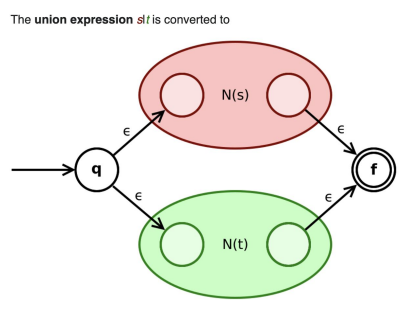 The union expression s|t is converted to
N(s)
ε
ε
q
f
ε
ε
N(t)